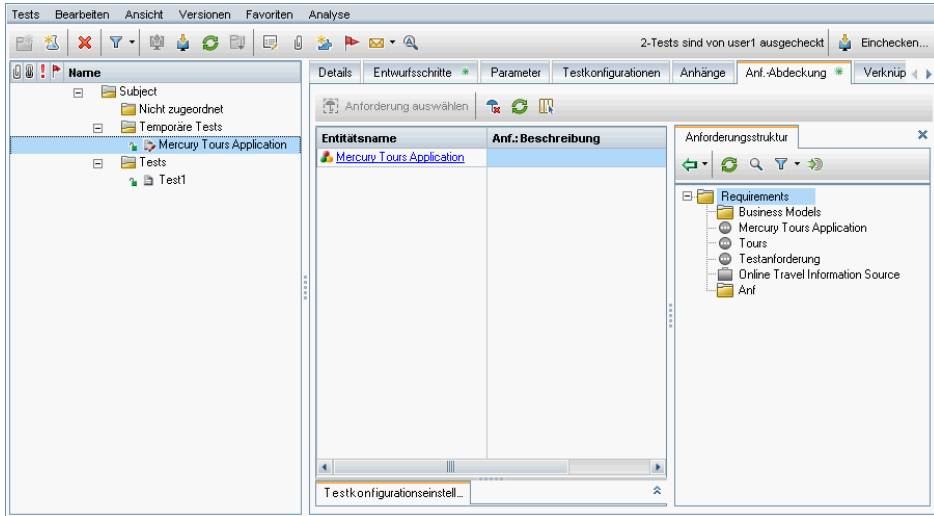 Tests Bearbeiten Ansicht Versionen Favoriten Analyse
2-Tests sind von user1 ausgecheckt Einchecken...
Name
Subject
Nicht zugeordnet
Temporäre Tests
Mercury Tours Application
Tests
Test1
Details Entwurfsschritte Parameter Testkonfigurationen Anhänge Anf.-Abdeckung Verknüp
Anforderung auswählen
Entitätsname Anf.: Beschreibung
Mercury Tours Application
Testkonfigurationseinstell...
Anforderungsstruktur
Requirements
Business Models
Mercury Tours Application
Tours
Testanforderung
Online Travel Information Source
Anf